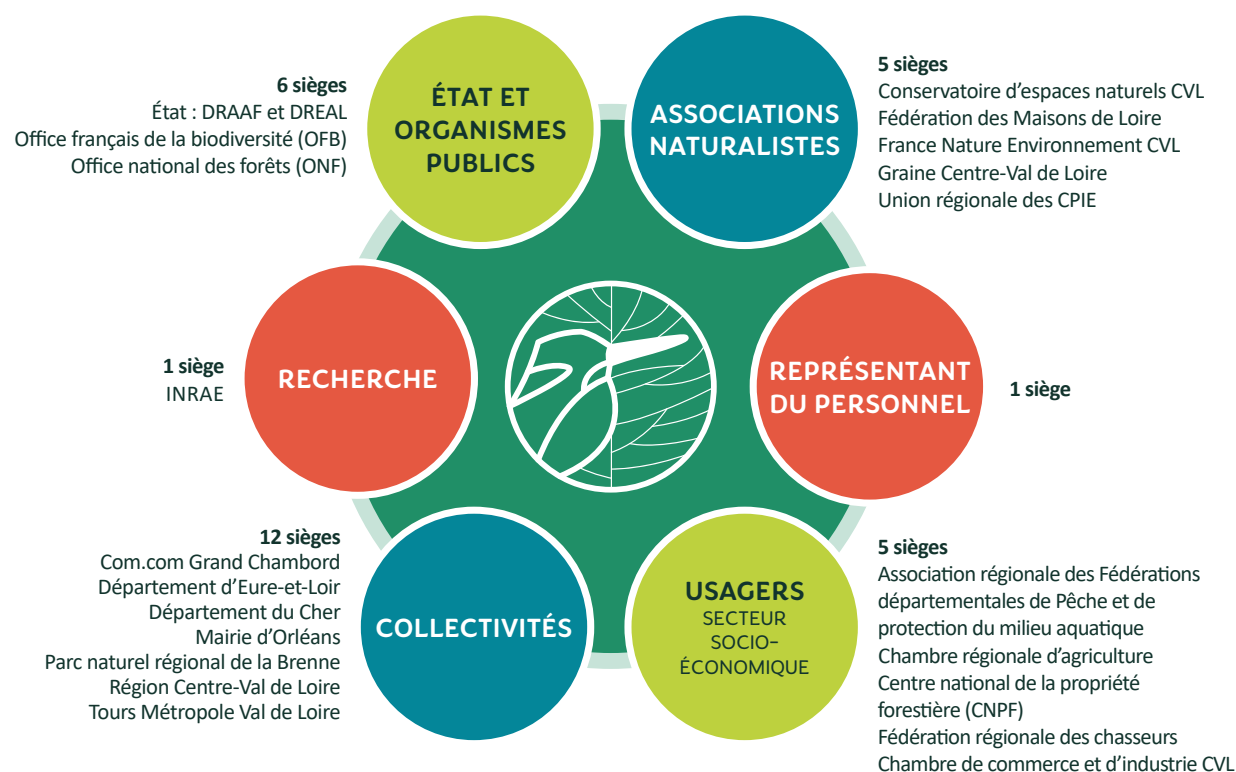 6 sièges
État : DRAAF et DREAL
Office français de la biodiversité (OFB)
Office national des forêts (ONF)
ÉTAT ET
ORGANISMES
PUBLICS
ASSOCIATIONS
NATURALISTES
5 sièges
Conservatoire d’espaces naturels CVL
Fédération des Maisons de Loire
France Nature Environnement CVL
Graine Centre-Val de Loire
Union régionale des CPIE
1 siège
INRAE
RECHERCHE
REPRÉSENTANT
DU PERSONNEL
1 siège
12 sièges
Com.com Grand Chambord
Département d’Eure-et-Loir
Département du Cher
Mairie d’Orléans
Parc naturel régional de la Brenne
Région Centre-Val de Loire
Tours Métropole Val de Loire
COLLECTIVITÉS
USAGERS
SECTEUR
SOCIO-
ÉCONOMIQUE
5 sièges
Association régionale des Fédérations
départementales de Pêche et de
protection du milieu aquatique
Chambre régionale d’agriculture
Centre national de la propriété
forestière (CNPF)
Fédération régionale des chasseurs
Chambre de commerce et d’industrie CVL